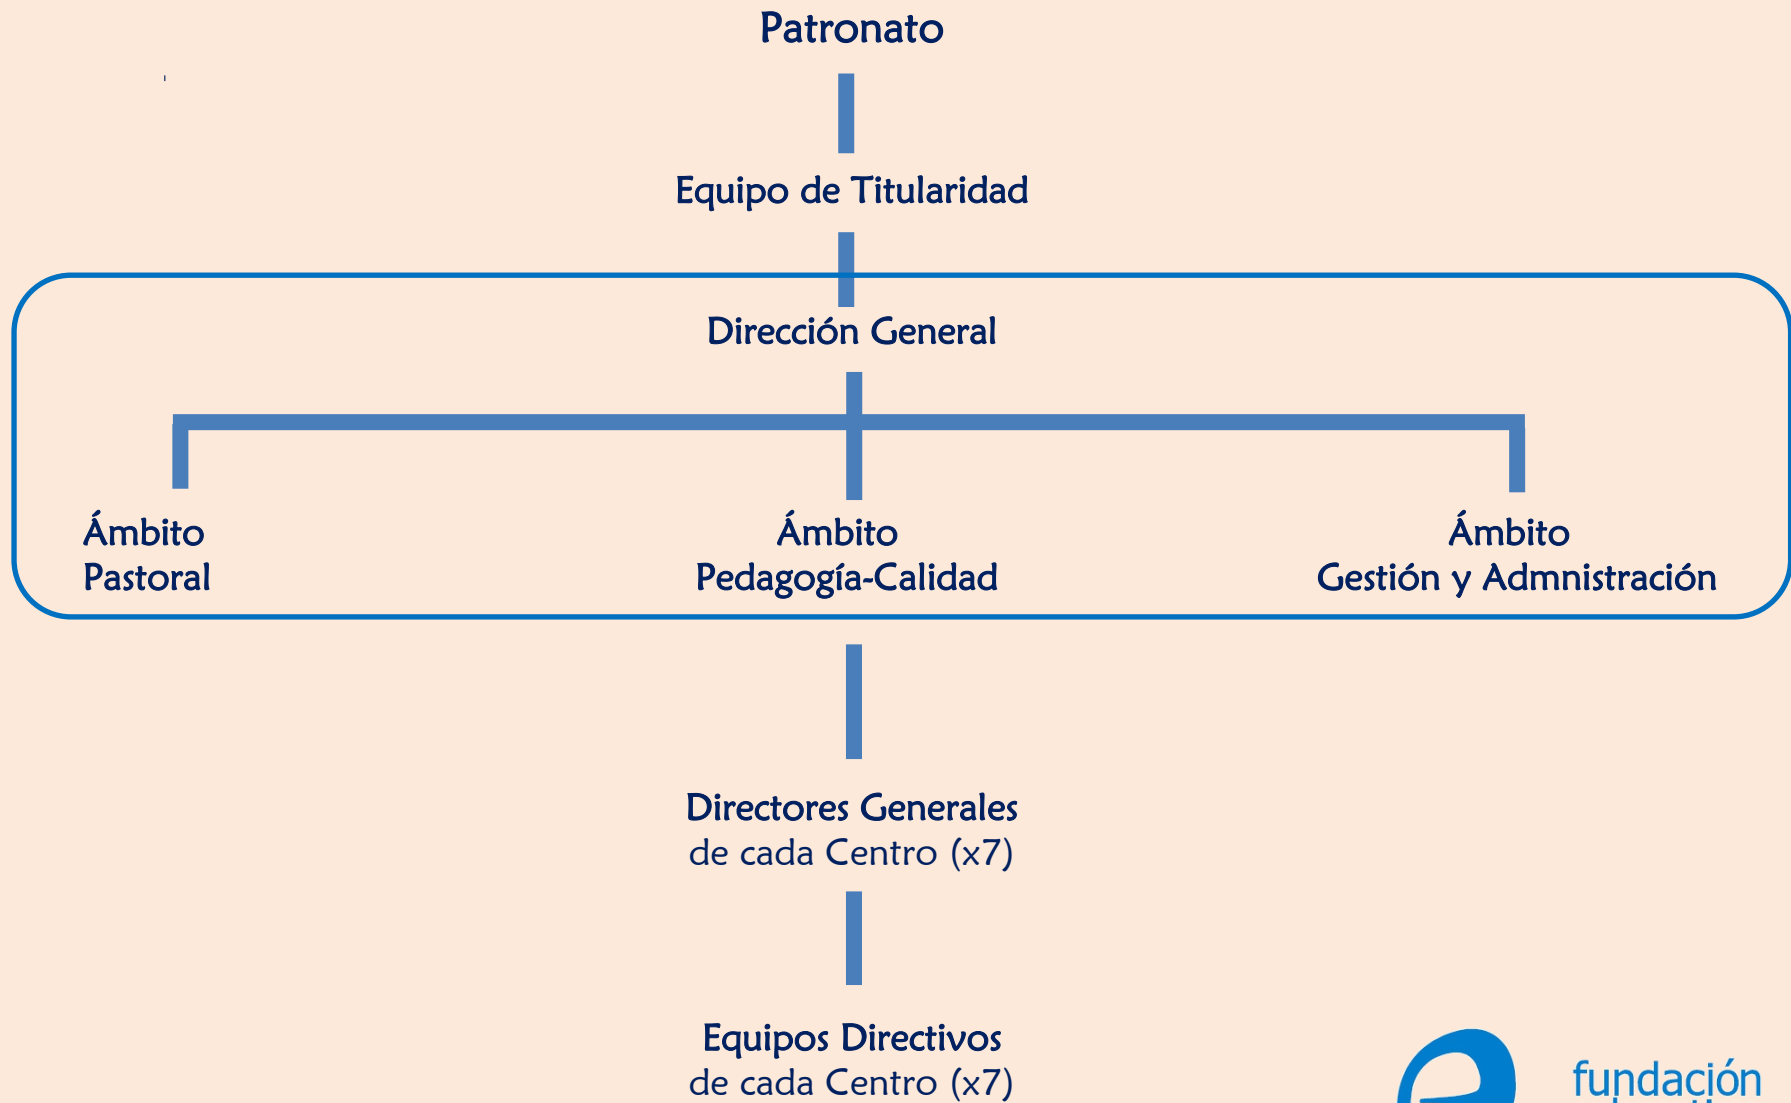 Patronato
Equipo de Titularidad
Dirección General
Ámbito
Pastoral
Ámbito
Pedagogía-Calidad
Ámbito
Gestión y Admnistración
Directores Generales
de cada Centro (x7)
Equipos Directivos
de cada Centro (x7)
fundación